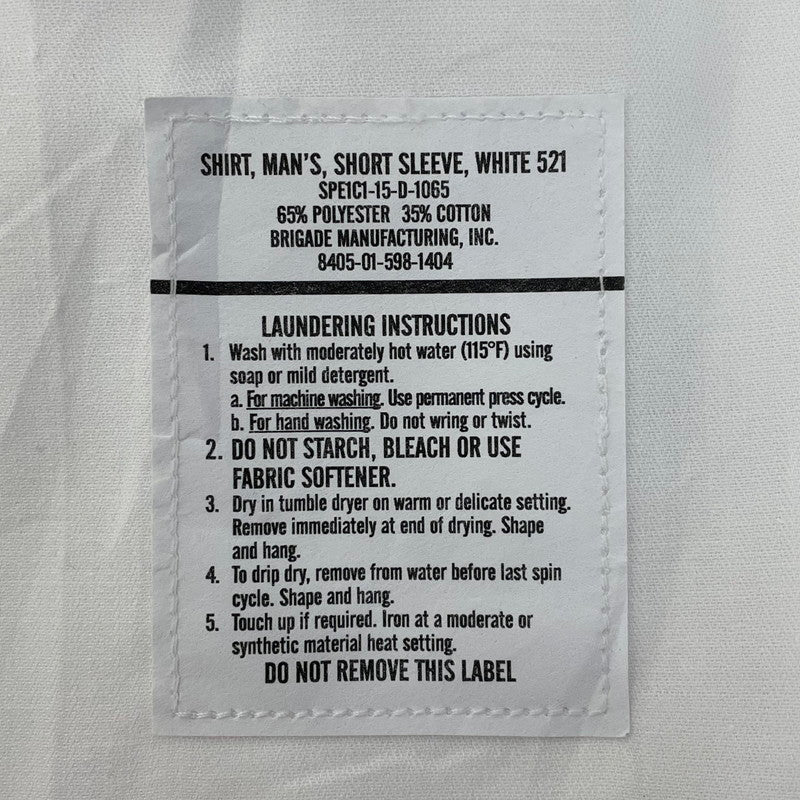 SHIRT, MAN'S, SHORT SLEEVE, WHITE 521
SPE1C1-15-D-1065
65% POLYESTER 35% COTTON
BRIGADE MANUFACTURING, INC.
8405-01-598-1404
LAUNDERING INSTRUCTIONS
1. Wash with moderately hot water (115°F) using
soap or mild detergent.
a. For machine washing. Use permanent press cycle.
b. For hand washing. Do not wring or twist.
2. DO NOT STARCH, BLEACH OR USE
FABRIC SOFTENER.
3. Dry in tumble dryer on warm or delicate setting.
Remove immediately at end of drying. Shape
and hang.
4. To drip dry, remove from water before last spin
cycle. Shape and hang.
5. Touch up if required. Iron at a moderate or
synthetic material heat setting.
DO NOT REMOVE THIS LABEL